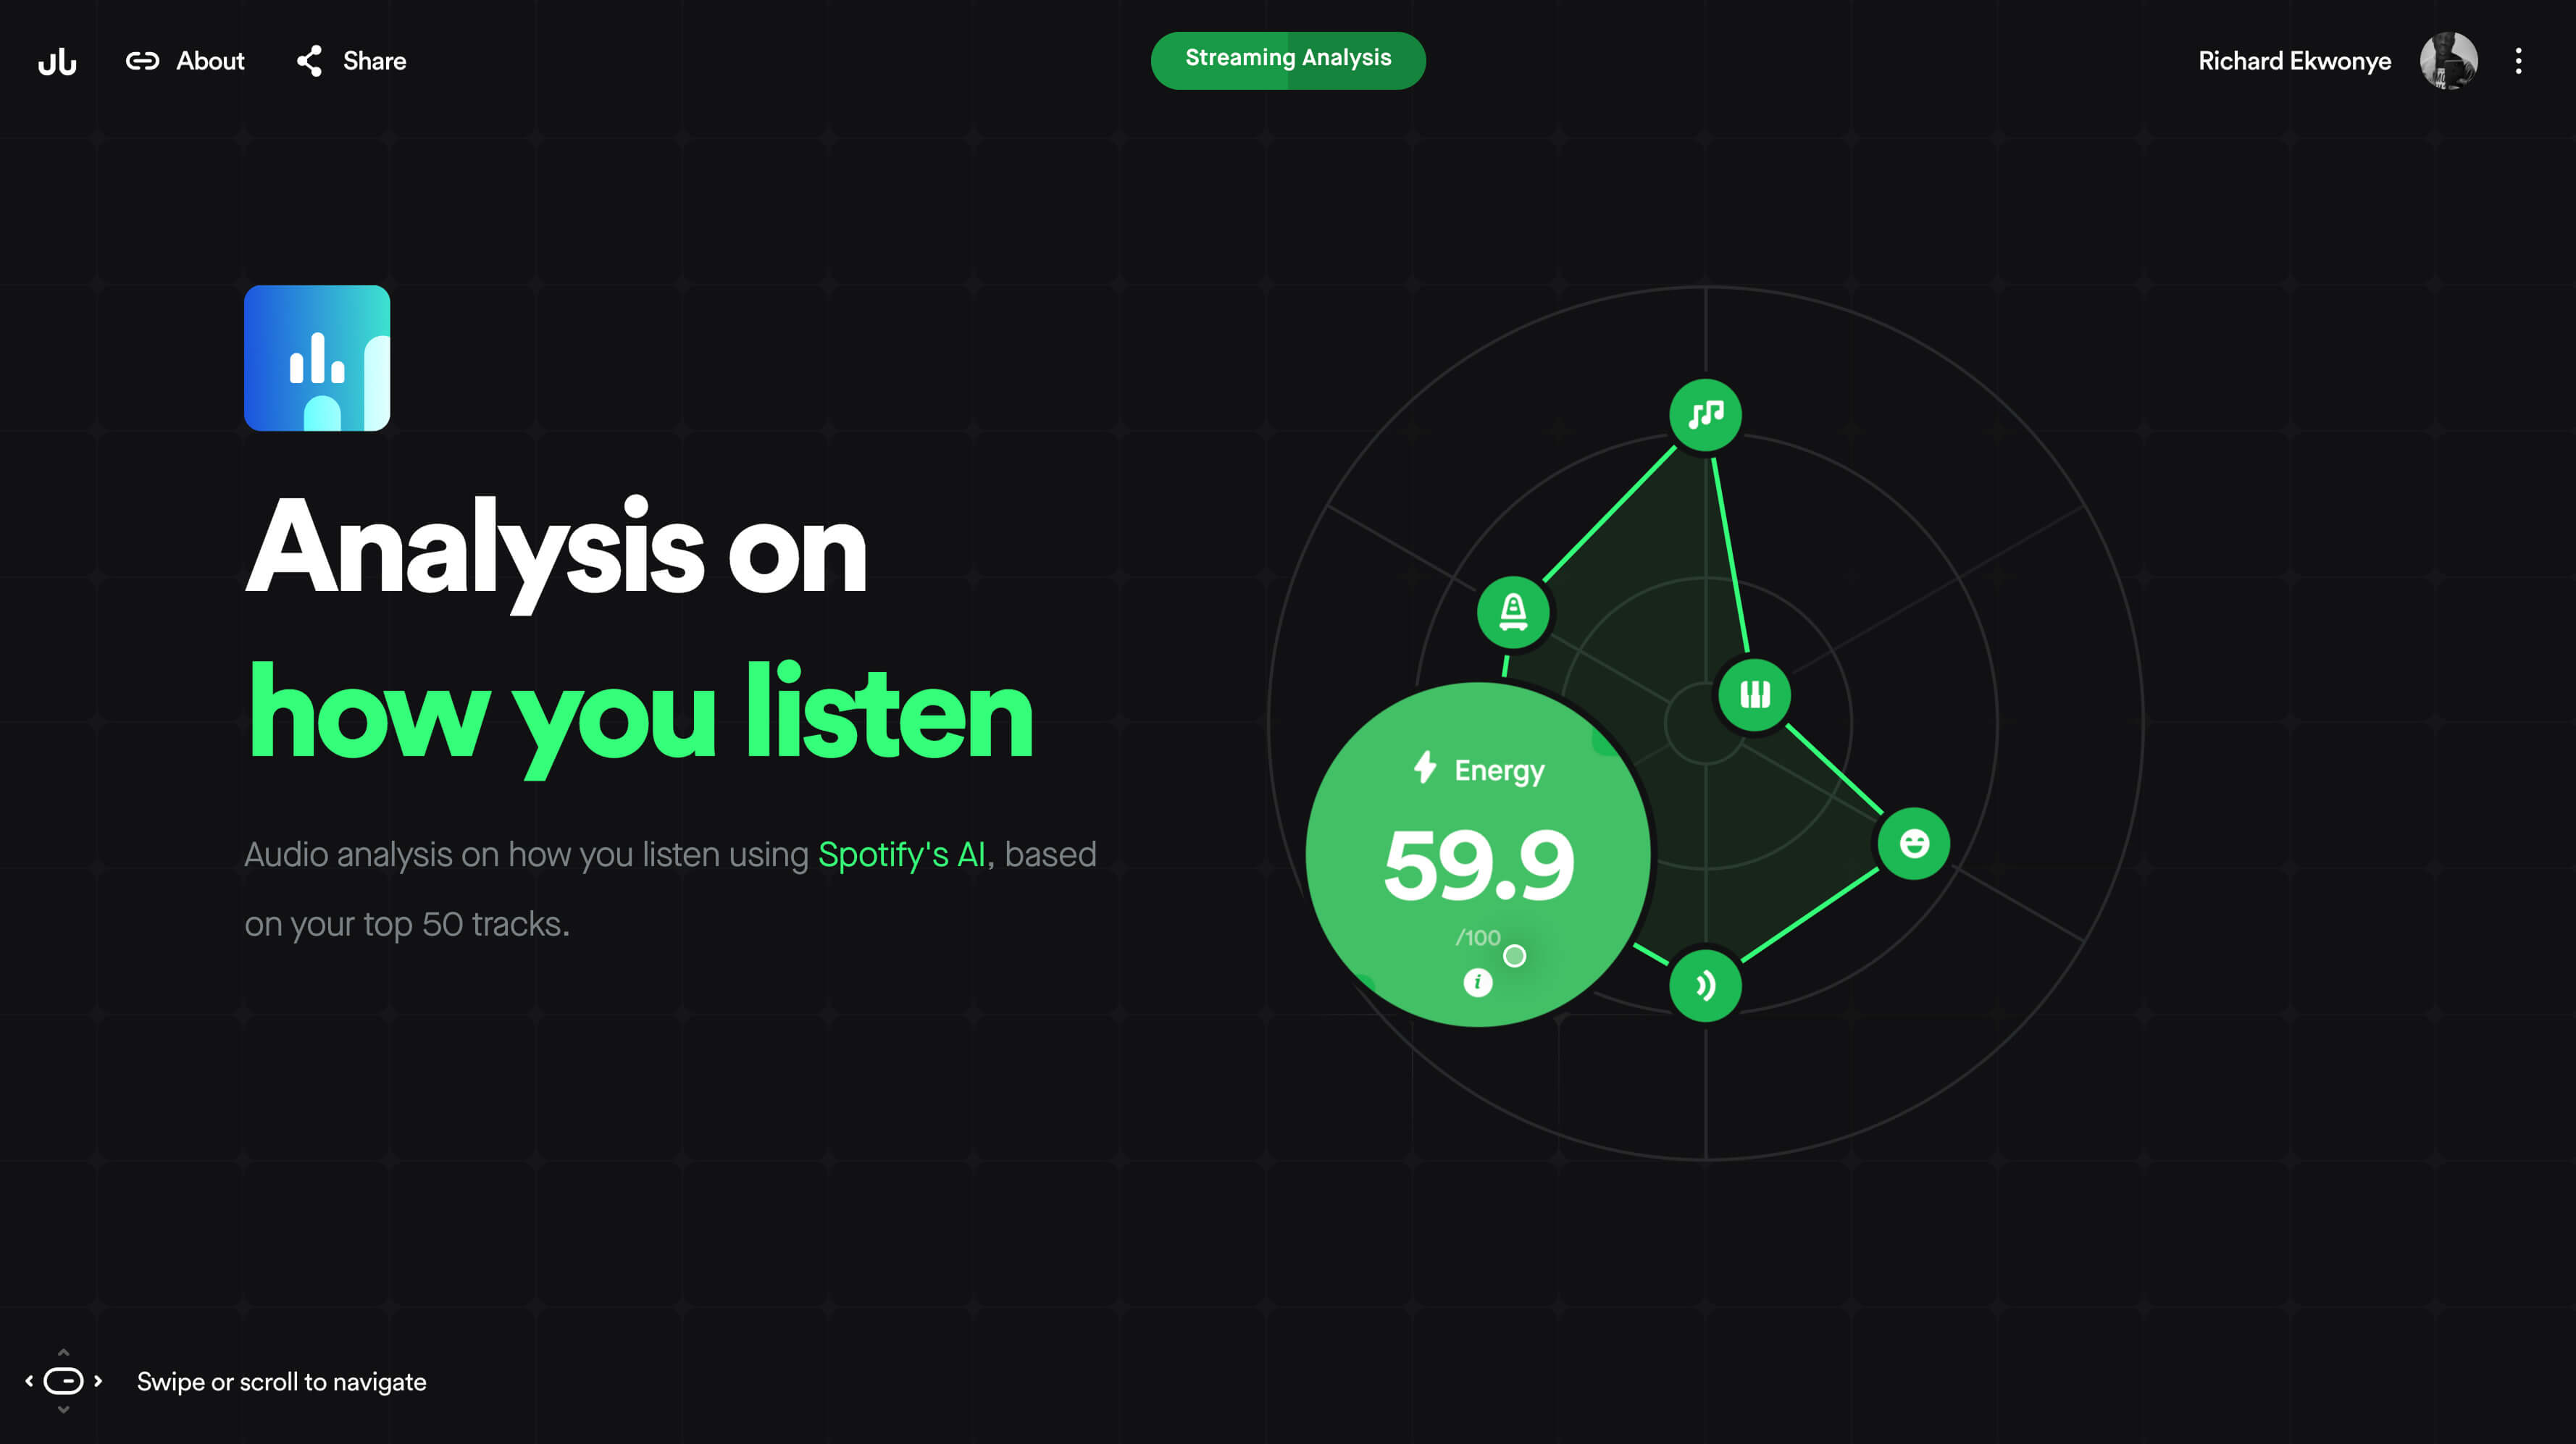 About
Share
Streaming Analysis
Richard Ekwonye
Analysis on
how you listen
Audio analysis on how you listen using Spotify's AI, based
on your top 50 tracks.
Energy
59.9
/100
i
Swipe or scroll to navigate